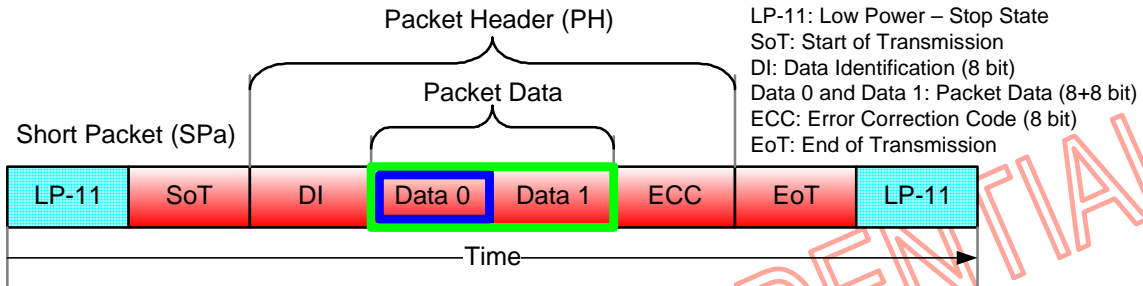 Packet Header (PH)
Packet Data
Short Packet (SPa)
LP-11: Low Power – Stop State
SoT: Start of Transmission
DI: Data Identification (8 bit)
Data 0 and Data 1: Packet Data (8+8 bit)
ECC: Error Correction Code (8 bit)
EoT: End of Transmission
LP-11 SoT DI Data 0 Data 1 ECC EoT LP-11
Time